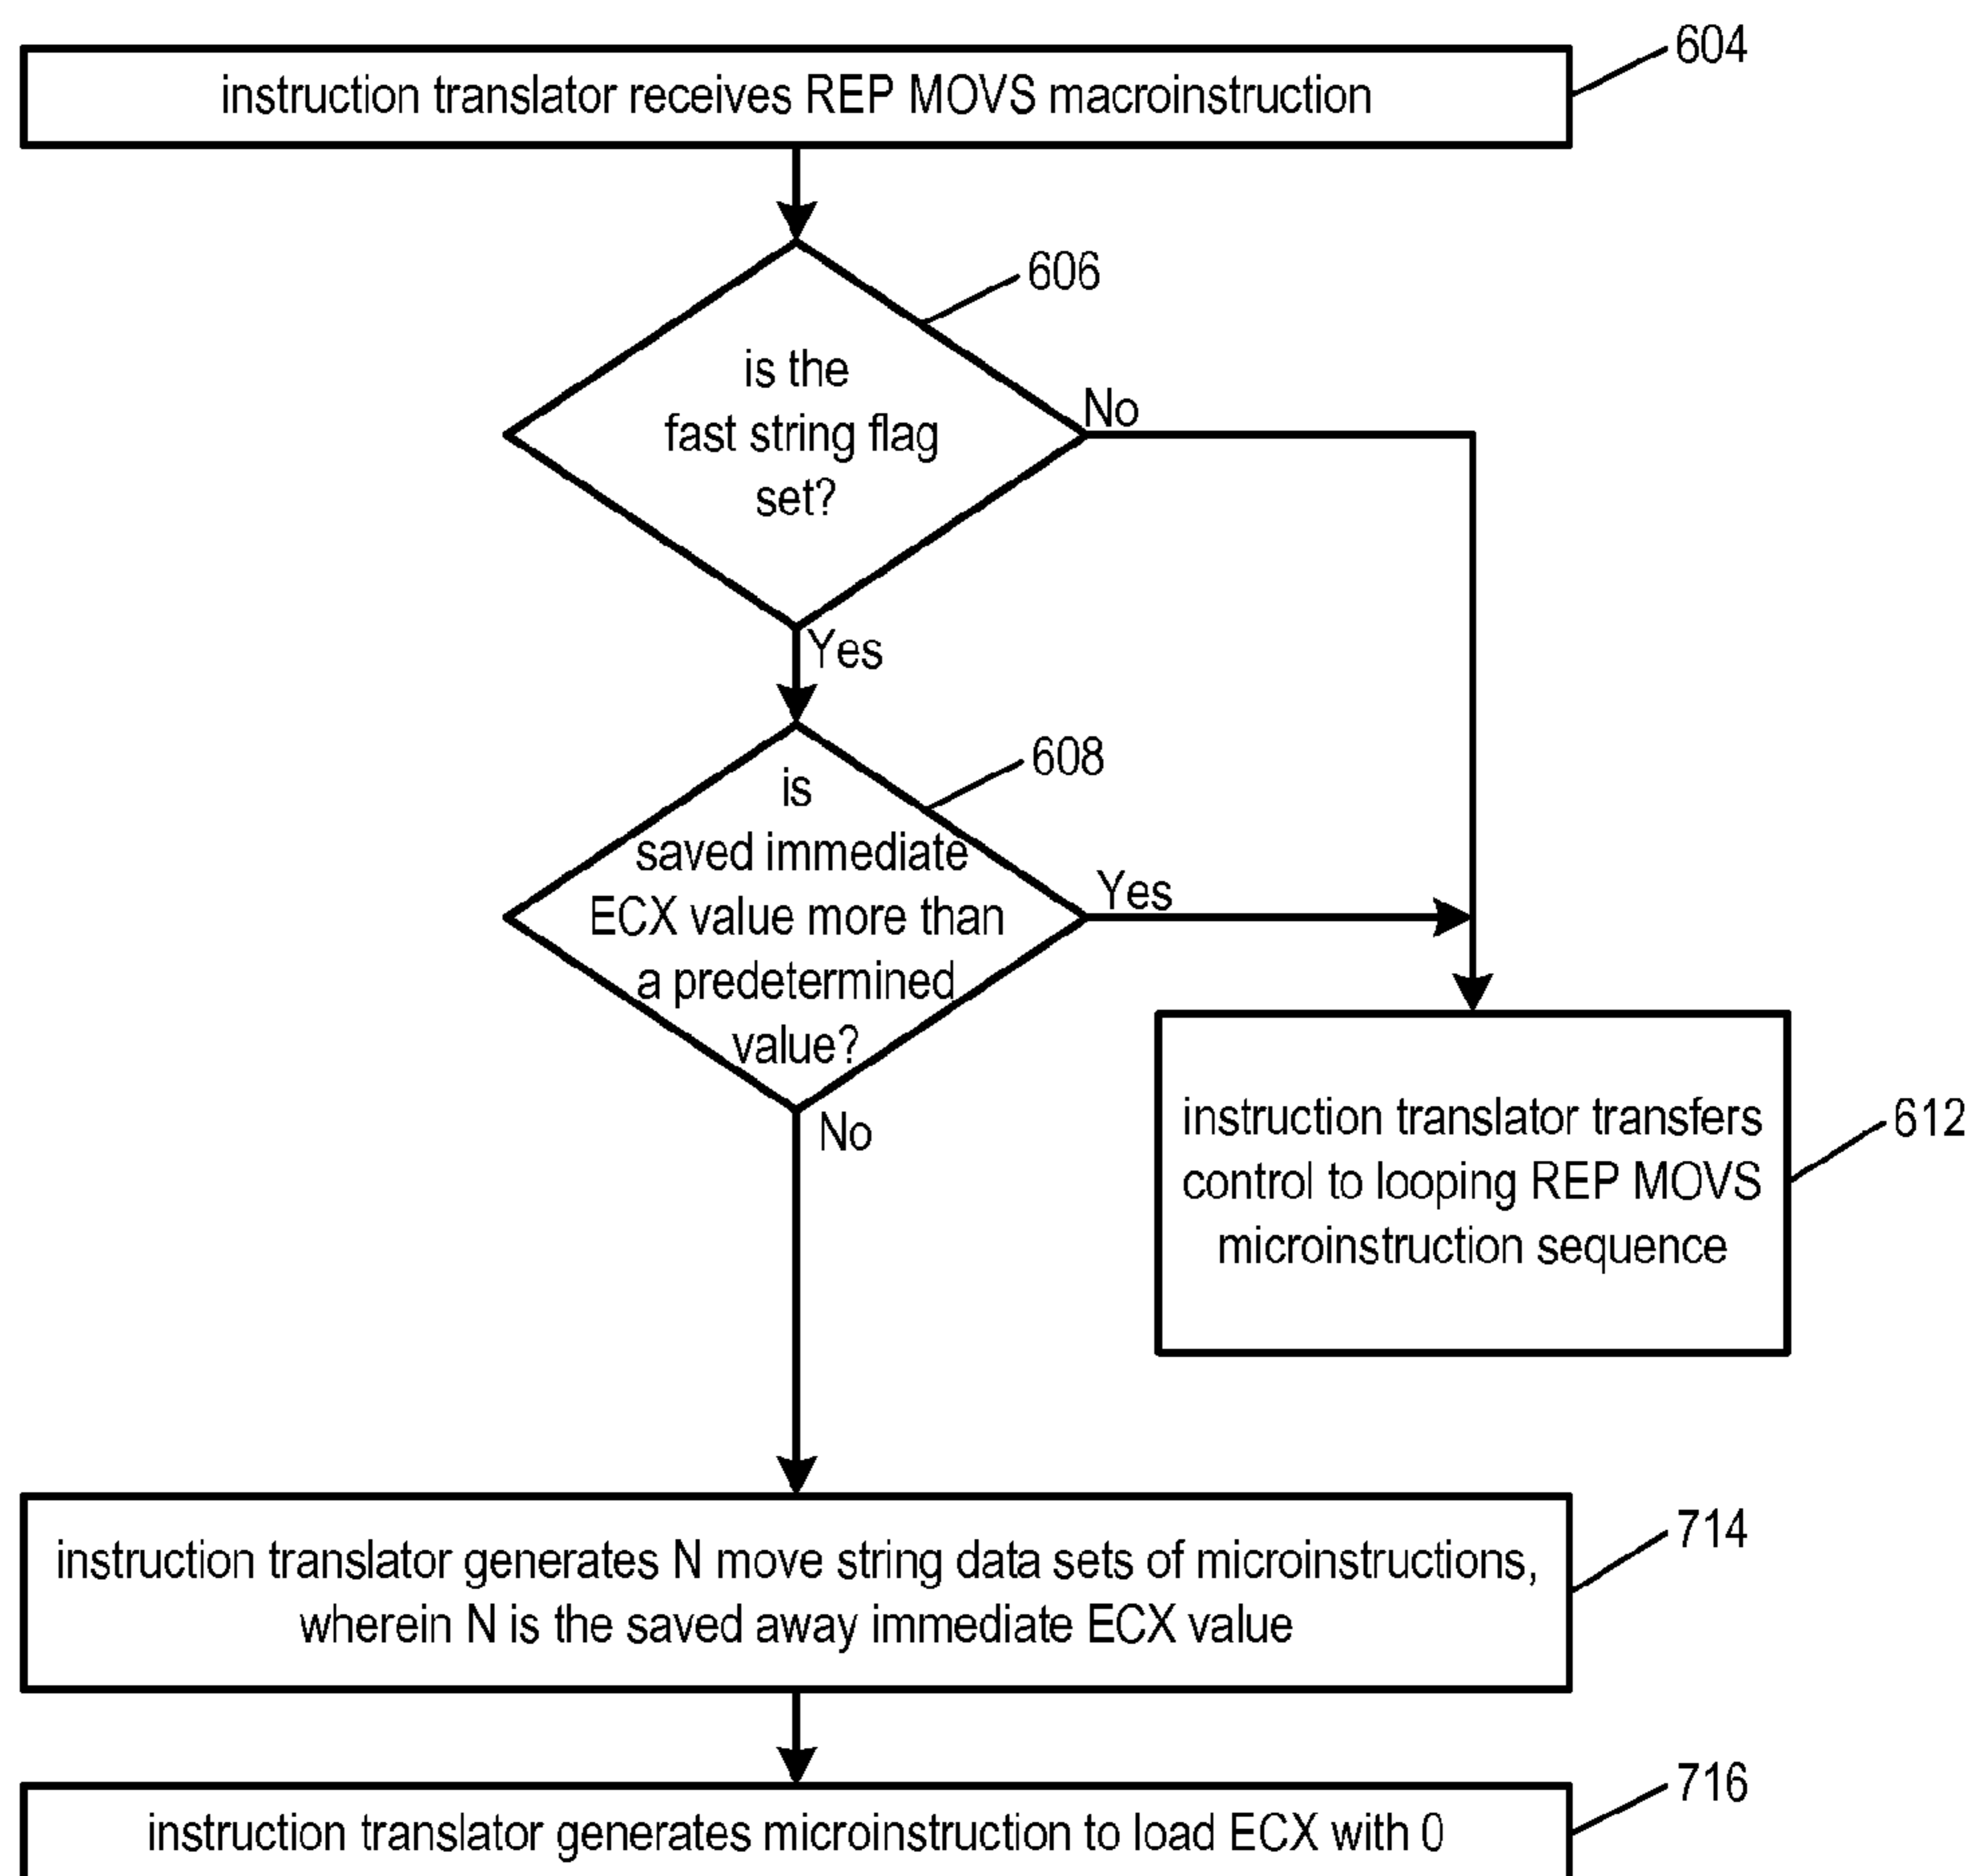 604
instruction translator receives REP MOVS macroinstruction
606
is the
fast string flag
set?
No
Yes
608
is
saved immediate
ECX value more than
a predetermined
value?
Yes
No
instruction translator transfers
control to looping REP MOVS
microinstruction sequence
612
714
instruction translator generates N move string data sets of microinstructions,
wherein N is the saved away immediate ECX value
716
instruction translator generates microinstruction to load ECX with 0